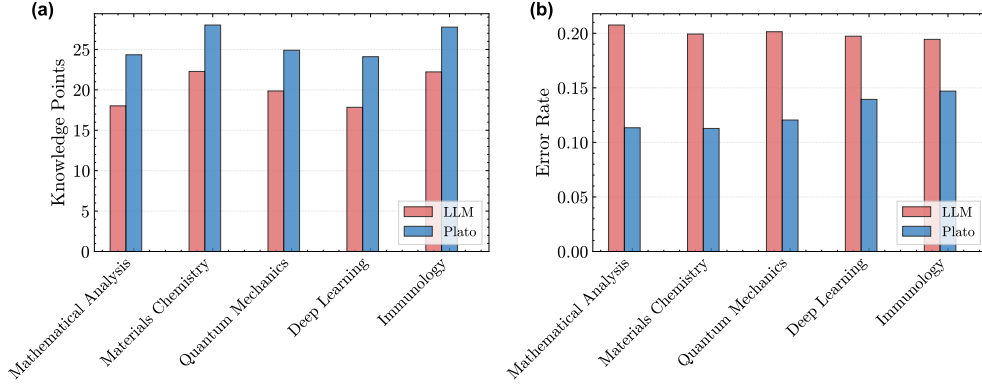 (a)
Knowledge Points
25
20
15
10
5
0
LLM
Plato
Mathematical Analysis
Materials Chemistry
Quantum Mechanics
Deep Learning
Immunology
(b)
Error Rate
0.20
0.15
0.10
0.05
0.00
LLM
Plato
Mathematical Analysis
Materials Chemistry
Quantum Mechanics
Deep Learning
Immunology